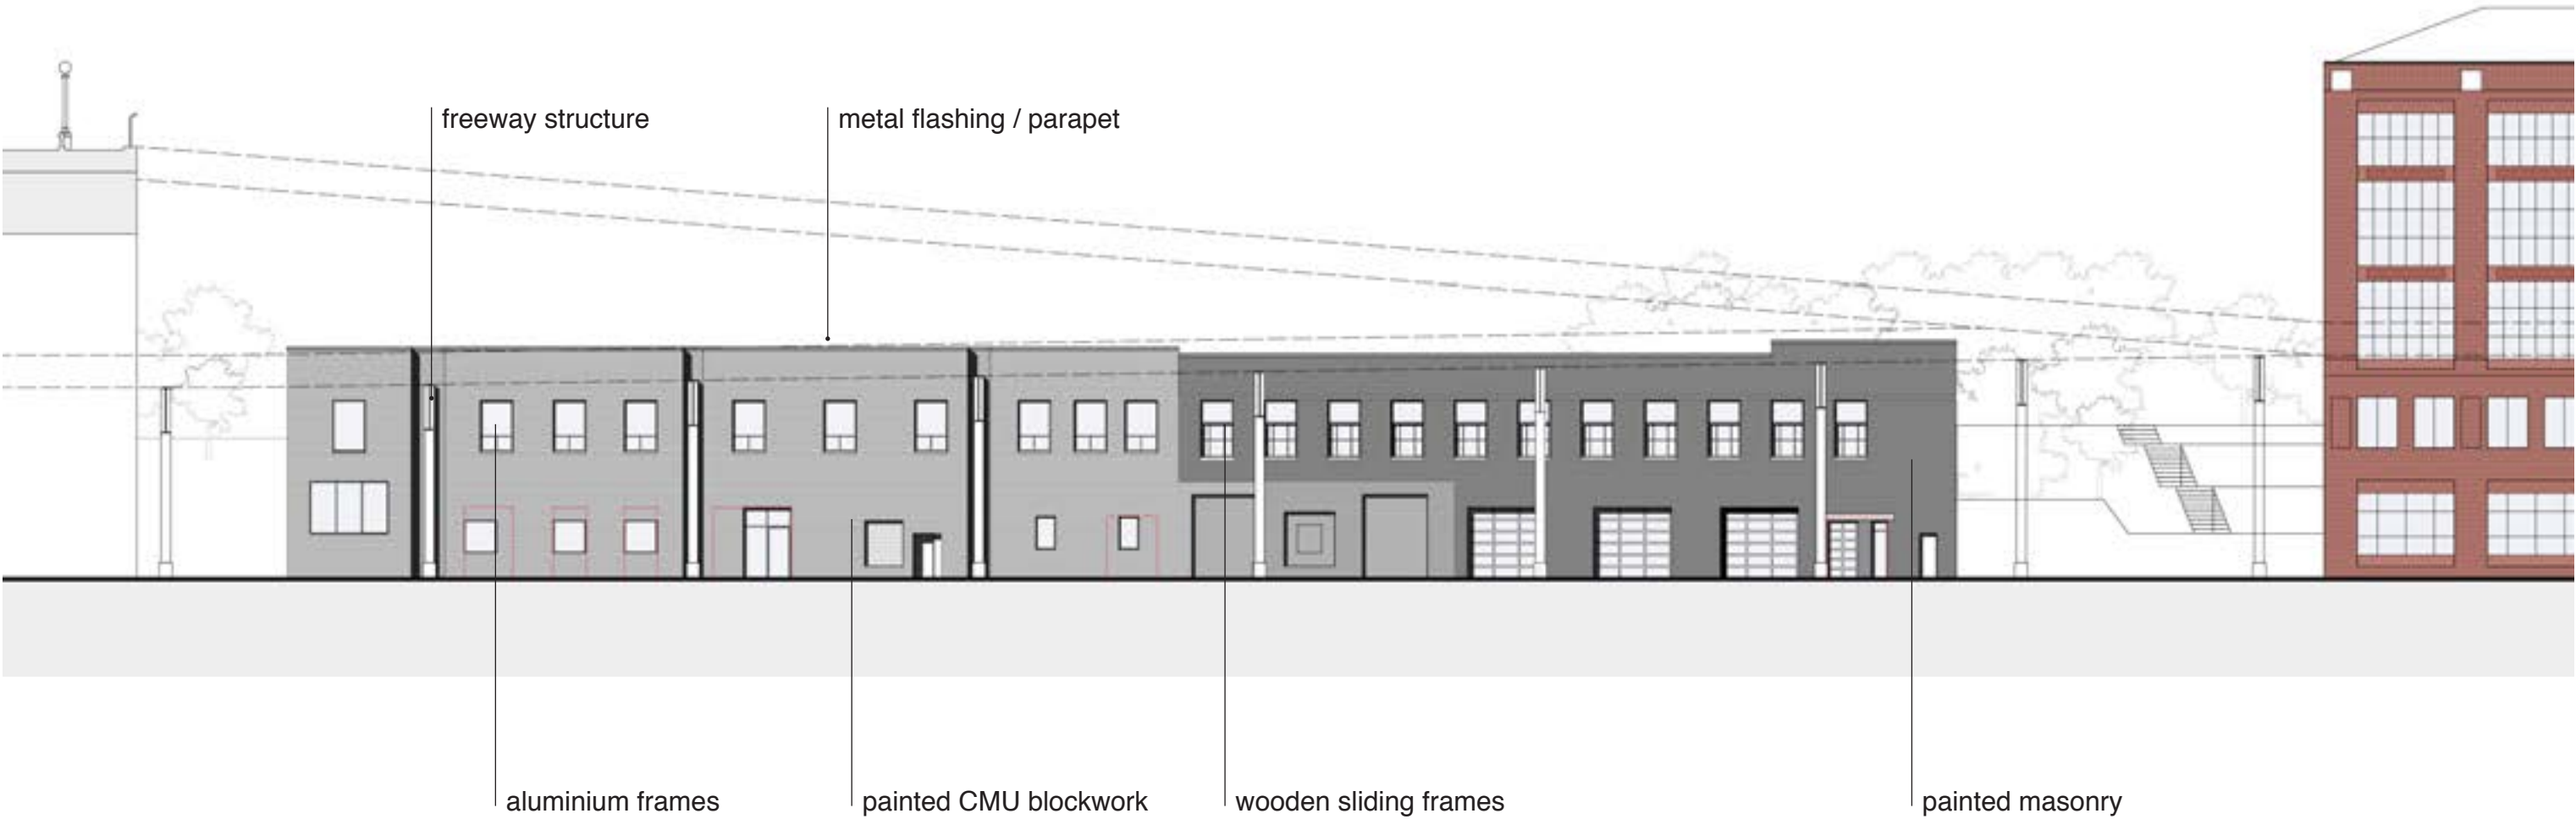 freeway structure
metal flashing / parapet
aluminium frames
painted CMU blockwork
wooden sliding frames
painted masonry